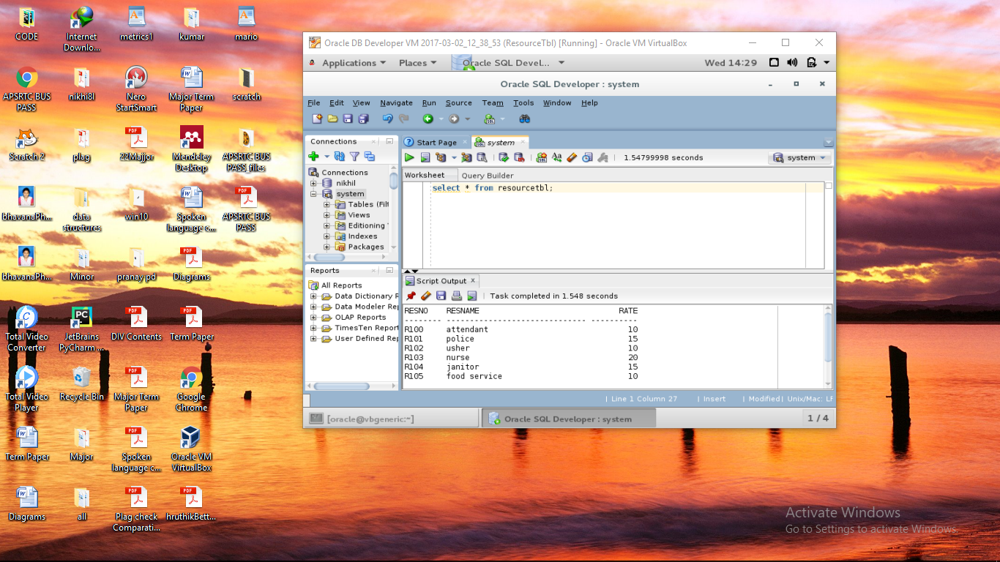 CODE
Internet
Downlo...
metrics1
kumar
mario
APSRTC BUS
PASS
nikhi8l
Nero
StartSmart
Major Term
Paper
scratch
Scratch 2
plag
22Majjor
Mendeley
Desktop
APSRTC BUS
PASS_files
bhavanaPh...
data
structures
win10
Spoken
language c...
APSRTC BUS
PASS
bhavanaPh...
Minor
pranay pd
Diagrams
Total Video
Converter
JetBrains
PyCharm ...
DIV Contents
Term Paper
Total Video
Player
Recycle Bin
Major Term
Paper
Google
Chrome
Term Paper
Major
Spoken
language c...
Oracle VM
VirtualBox
Diagrams
all
Plag check
Comparati...
hruthikBett...
Oracle DB Developer VM 2017-03-02_12_38_53 (ResourceTbl) [Running] - Oracle VM VirtualBox
Applications Places Oracle SQL Devel... Wed 14:29
Oracle SQL Developer : system
File Edit View Navigate Run Source Team Tools Window Help
Connections
Start Page system
1.54799998 seconds system
Connections
nikhil
system
Tables (Filt
Views
Editioning
Indexes
Packages
Worksheet Query Builder
select * from resourcetbl;
Reports
All Reports
Data Dictionary R
Data Modeler Rep
OLAP Reports
TimesTen Report
User Defined Rep
Script Output x
Task completed in 1.548 seconds
RESNO RESNAME RATE
-------- ------------------------------ ----------
R100 attendant 10
R101 police 15
R102 usher 10
R103 nurse 20
R104 janitor 15
R105 food service 10
| Line 1 Column 27 | Insert | Modified| Unix/Mac: LF
[oracle@vbgeneric:~] Oracle SQL Developer : system 1 / 4
Activate Windows
Go to Settings to activate Windows.